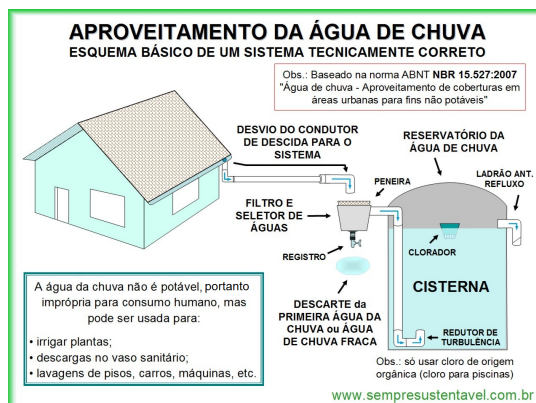 APROVEITAMENTO DA ÁGUA DE CHUVA
ESQUEMA BÁSICO DE UM SISTEMA TECNICAMENTE CORRETO
Obs.: Baseado na norma ABNT NBR 15.527:2007
"Água de chuva - Aproveitamento de coberturas em
áreas urbanas para fins não potáveis"
DESVIO DO CONDUTOR
DE DESCIDA PARA O
SISTEMA
RESERVATÓRIO DA
ÁGUA DE CHUVA
PENEIRA
LADRÃO ANT.
REFLUXO
FILTRO E
SELETOR DE
ÁGUAS
REGISTRO
CLORADOR
CISTERNA
DESCARTE da
PRIMEIRA ÁGUA DA
CHUVA ou ÁGUA
DE CHUVA FRACA
REDUTOR DE
TURBULÊNCIA
A água da chuva não é potável, portanto
imprópria para consumo humano, mas
pode ser usada para:
• irrigar plantas;
• descargas no vaso sanitário;
• lavagens de pisos, carros, máquinas, etc.
Obs.: só usar cloro de origem
orgânica (cloro para piscinas)
www.sempresustentavel.com.br